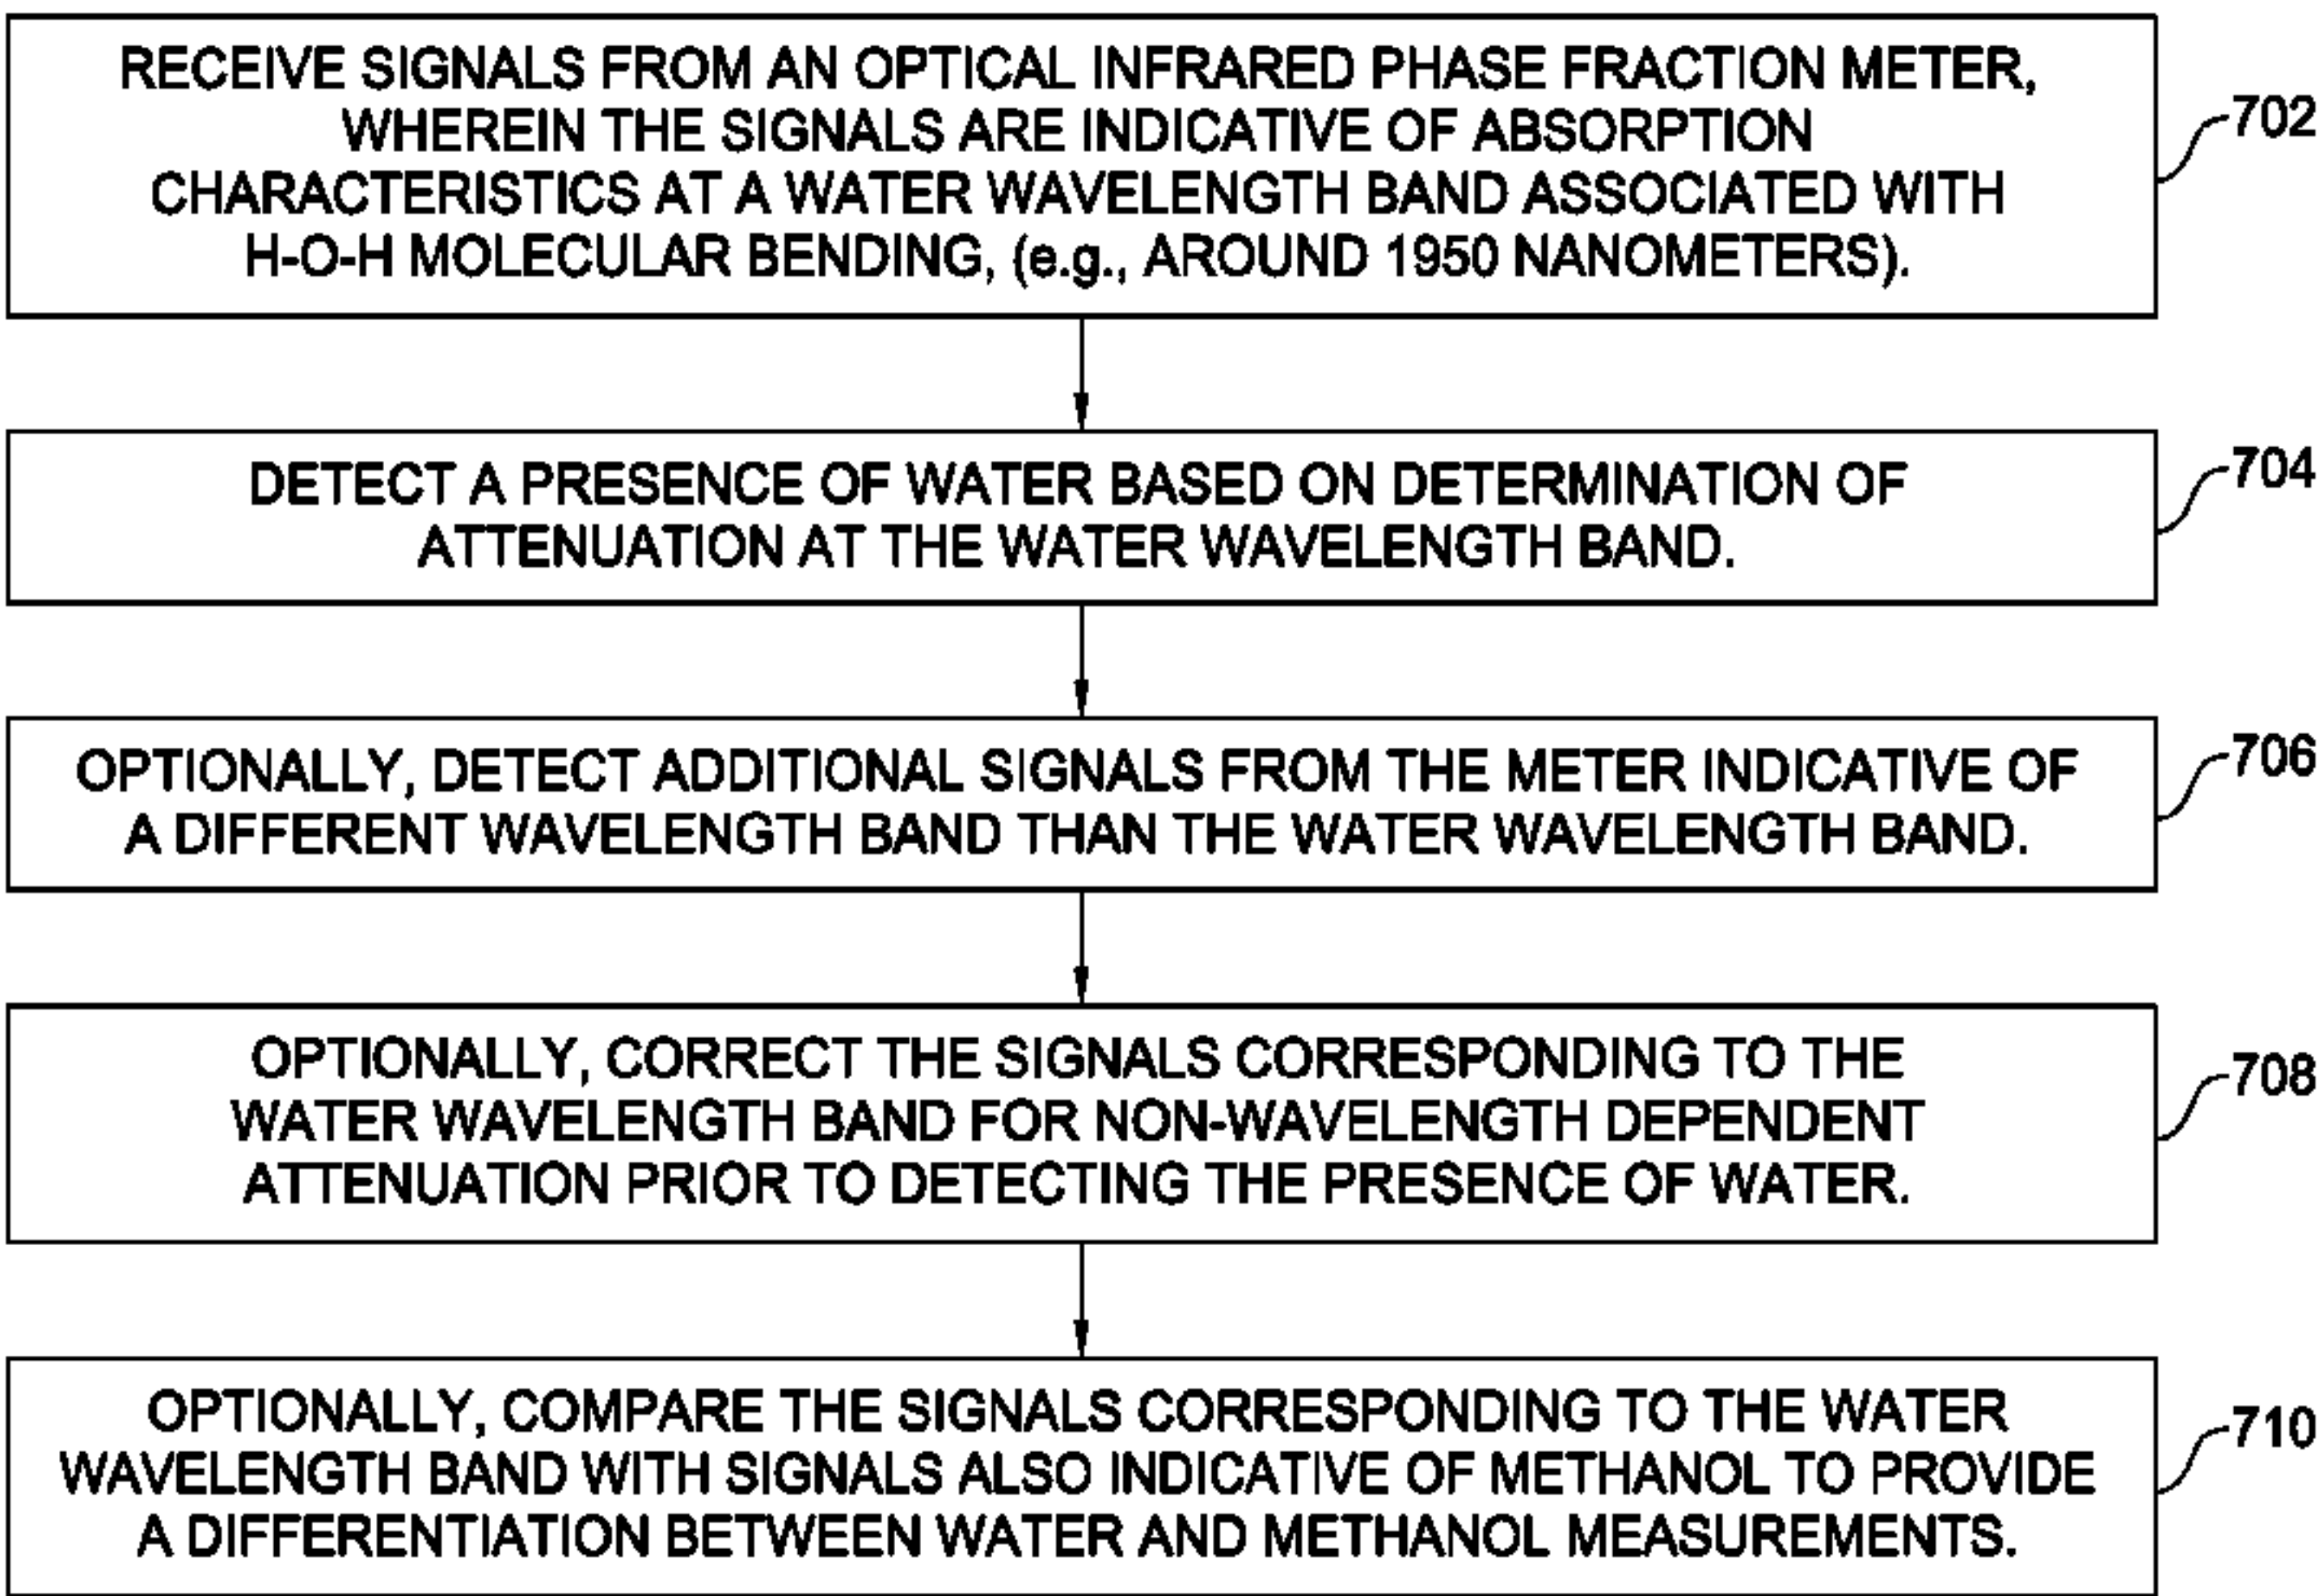 RECEIVE SIGNALS FROM AN OPTICAL INFRARED PHASE FRACTION METER,
WHEREIN THE SIGNALS ARE INDICATIVE OF ABSORPTION
CHARACTERISTICS AT A WATER WAVELENGTH BAND ASSOCIATED WITH
H-O-H MOLECULAR BENDING, (e.g., AROUND 1950 NANOMETERS).
702
DETECT A PRESENCE OF WATER BASED ON DETERMINATION OF
ATTENUATION AT THE WATER WAVELENGTH BAND.
704
OPTIONALLY, DETECT ADDITIONAL SIGNALS FROM THE METER INDICATIVE OF
A DIFFERENT WAVELENGTH BAND THAN THE WATER WAVELENGTH BAND.
706
OPTIONALLY, CORRECT THE SIGNALS CORRESPONDING TO THE
WATER WAVELENGTH BAND FOR NON-WAVELENGTH DEPENDENT
ATTENUATION PRIOR TO DETECTING THE PRESENCE OF WATER.
708
OPTIONALLY, COMPARE THE SIGNALS CORRESPONDING TO THE WATER
WAVELENGTH BAND WITH SIGNALS ALSO INDICATIVE OF METHANOL TO PROVIDE
A DIFFERENTIATION BETWEEN WATER AND METHANOL MEASUREMENTS.
710